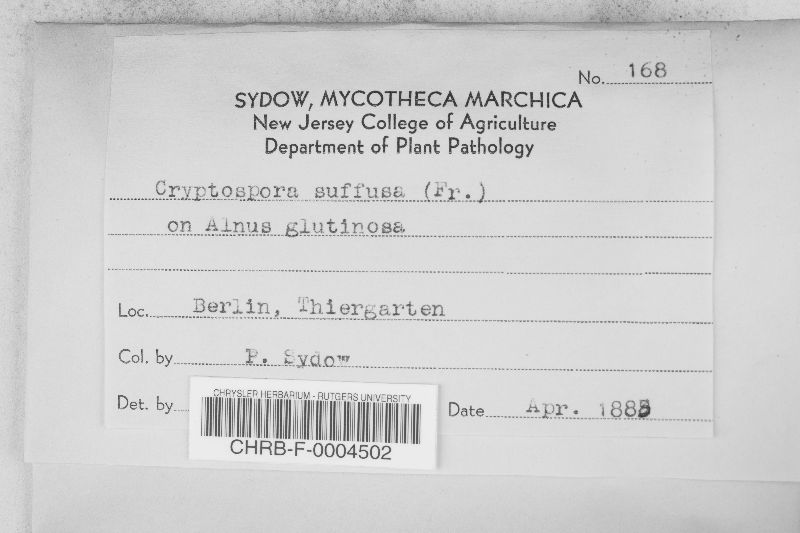 No. 168
SYDOW, MYCOTHECA MARCHICA
New Jersey College of Agriculture
Department of Plant Pathology
Cryptospora suffusa (Fr.)
on Alnus glutinosa
Loc. Berlin, Thiergarten
Col. by P. Sydow
Det. by
Date Apr. 1885
CHRYSLER HERBARIUM - RUTGERS UNIVERSITY
CHRB-F-0004502